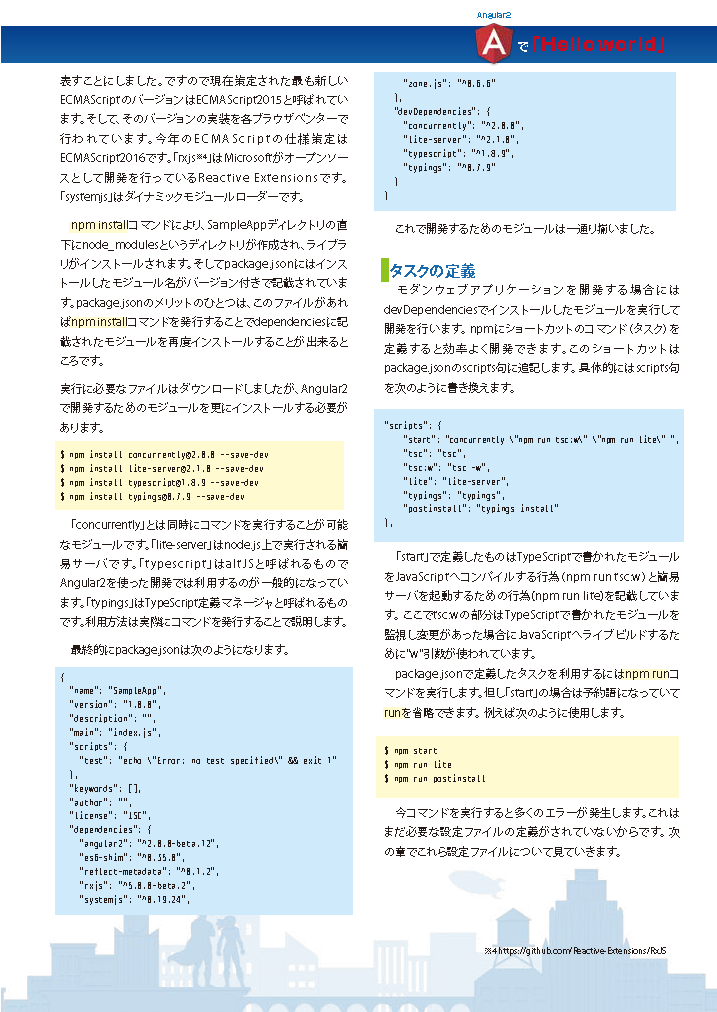 Angular2
で「Helloworld」
表すことにしました。ですので現在策定された最も新しい
ECMAScriptのバージョンはECMAScript2015と呼ばれてい
ます。そして、そのバージョンの実装を各ブラウザベンターで
行われています。今年のECMAScriptの仕様策定は
ECMAScript2016です。「rxjs※4」はMicrosoftがオープンソー
スとして開発を行っているReactive Extensionsです。
「systemjs」はダイナミックモジュールローダーです。
npm installコマンドにより、SampleAppディレクトリの直
下にnode_modulesというディレクトリが作成され、ライブラ
リがインストールされます。そしてpackage.jsonにはインス
トールしたモジュール名がバージョン付きで記載されていま
す。package.jsonのメリットのひとつは、このファイルがあれ
ばnpm installコマンドを発行することでdependenciesに記
載されたモジュールを再度インストールすることが出来ると
ころです。
実行に必要なファイルはダウンロードしましたが、Angular2
で開発するためのモジュールを更にインストールする必要が
あります。
$ npm install concurrently@2.0.0 --save-dev
$ npm install lite-server@2.1.0 --save-dev
$ npm install typescript@1.8.9 --save-dev
$ npm install typings@0.7.9 --save-dev
「concurrently」とは同時にコマンドを実行することが可能
なモジュールです。「lite-server」はnode.js上で実行される簡
易サーバです。「typescript」はaltJSと呼ばれるもので
Angular2を使った開発では利用するのが一般的になってい
ます。「typings」はTypeScript定義マネージャと呼ばれるもの
です。利用方法は実際にコマンドを発行することで説明します。
最終的にpackage.jsonは次のようになります。
{
"name": "SampleApp",
"version": "1.0.0",
"description": "",
"main": "index.js",
"scripts": {
"test": "echo \"Error: no test specified\" && exit 1"
},
"keywords": [],
"author": "",
"license": "ISC",
"dependencies": {
"angular2": "^2.0.0-beta.12",
"es6-shim": "^0.35.0",
"reflect-metadata": "^0.1.2",
"rxjs": "^5.0.0-beta.2",
"systemjs": "^0.19.24",
"zone.js": "^0.6.6"
},
"devDependencies": {
"concurrently": "^2.0.0",
"lite-server": "^2.1.0",
"typescript": "^1.8.9",
"typings": "^0.7.9"
}
}
これで開発するためのモジュールは一通り揃いました。
タスクの定義
モダンウェブアプリケーションを開発する場合には
devDependenciesでインストールしたモジュールを実行して
開発を行います。npmにショートカットのコマンド（タスク）を
定義すると効率よく開発できます。このショートカットは
package.jsonのscripts句に追記します。具体的にはscripts句
を次のように書き換えます。
"scripts": {
"start": "concurrently \"npm run tsc:w\" \"npm run lite\" ",
"tsc": "tsc",
"tsc:w": "tsc -w",
"lite": "lite-server",
"typings": "typings",
"postinstall": "typings install"
},
「start」で定義したものはTypeScriptで書かれたモジュール
をJavaScriptへコンパイルする行為（npm run tsc:w）と簡易
サーバを起動するための行為（npm run lite）を記載していま
す。ここでtsc:wの部分はTypeScriptで書かれたモジュールを
監視し変更があった場合にJavaScriptへライブビルドするた
めに"w"引数が使われています。
package.jsonで定義したタスクを利用するにはnpm runコ
マンドを実行します。但し「start」の場合は予約語になっていて
runを省略できます。例えば次のように使用します。
$ npm start
$ npm run lite
$ npm run postinstall
今コマンドを実行すると多くのエラーが発生します。これは
まだ必要な設定ファイルの定義がされていないからです。次
の章でこれら設定ファイルについて見ていきます。
※4 https://github.com/Reactive-Extensions/RxJS